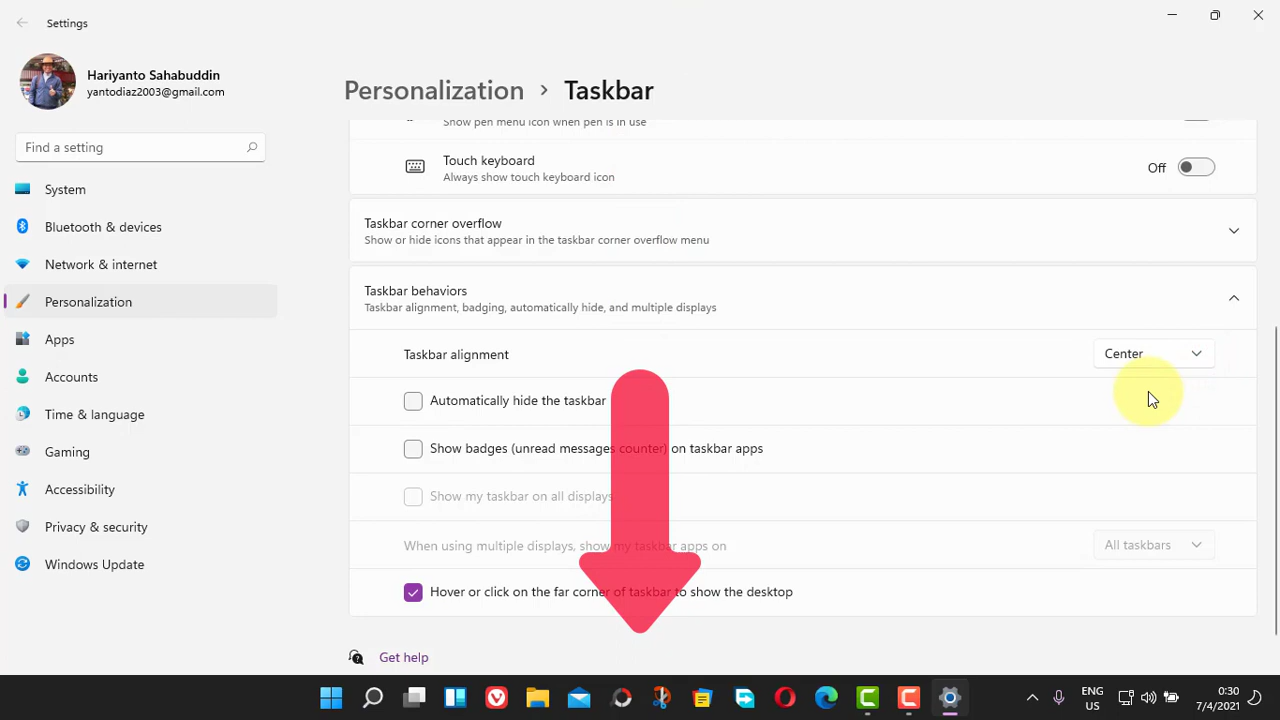 Settings
Hariyanto Sahabuddin
yantodiaz2003@gmail.com
Find a setting
System
Bluetooth & devices
Network & internet
Personalization
Apps
Accounts
Time & language
Gaming
Accessibility
Privacy & security
Windows Update
Personalization > Taskbar
Show pen menu icon when pen is in use
Touch keyboard
Always show touch keyboard icon
Off
Taskbar corner overflow
Show or hide icons that appear in the taskbar corner overflow menu
Taskbar behaviors
Taskbar alignment, badging, automatically hide, and multiple displays
Taskbar alignment
Center
Automatically hide the taskbar
Show badges (unread messages counter) on taskbar apps
Show my taskbar on all displays
When using multiple displays, show my taskbar apps on
All taskbars
Hover or click on the far corner of taskbar to show the desktop
Get help
ENG
US
0:30
7/4/2021